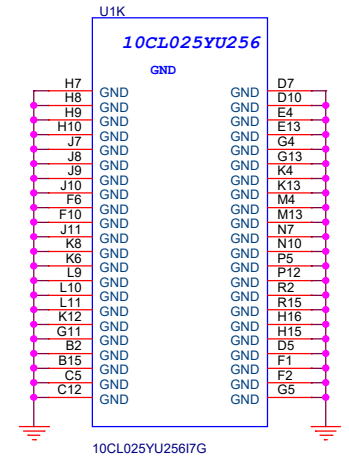 U1K
10CL025YU256
GND
H7 GND GND D7
H8 GND GND D10
H9 GND GND E4
H10 GND GND E13
J7 GND GND G4
J8 GND GND G13
J9 GND GND K4
J10 GND GND K13
F6 GND GND M4
F10 GND GND M13
J11 GND GND N7
K8 GND GND N10
K6 GND GND P5
L9 GND GND P12
L10 GND GND R2
L11 GND GND R15
K12 GND GND H16
G11 GND GND H15
B2 GND GND D5
B15 GND GND F1
C5 GND GND F2
C12 GND GND G5
10CL025YU256I7G